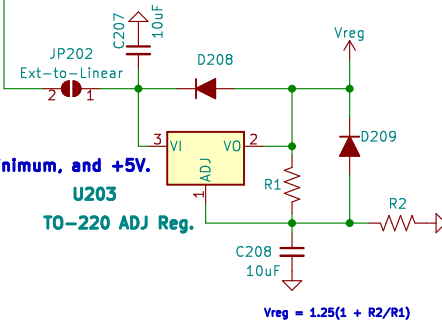 C207
10uF
Vreg
JP202
Ext-to-Linear
2
1
D208
3
VI
VO
2
ADJ
1
D209
nimum, and +5V.
U203
TO-220 ADJ Reg.
R1
R2
C208
10uF
Vreg = 1.25(1 + R2/R1)